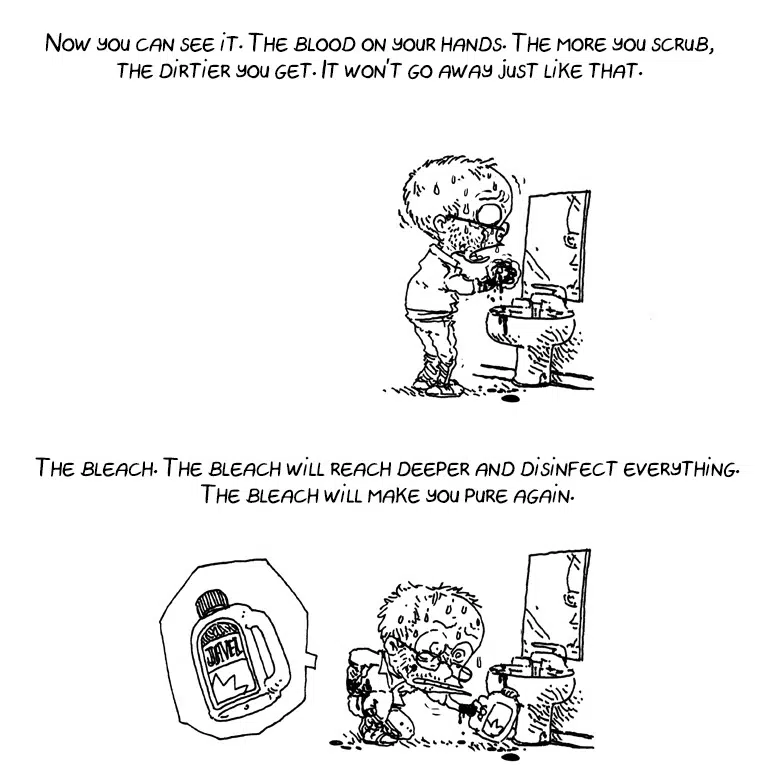 Now you can see it. The blood on your hands. The more you scrub,
the dirtier you get. It won't go away just like that.
The bleach. The bleach will reach deeper and disinfect everything.
The bleach will make you pure again.
JAVEL